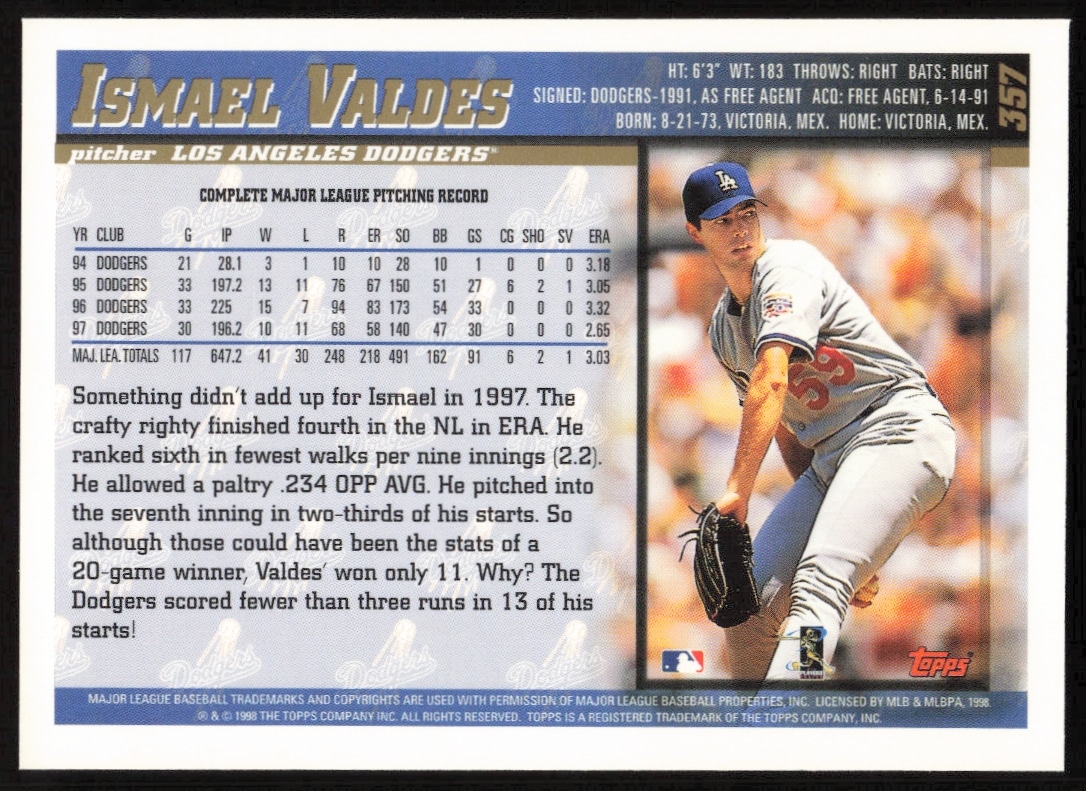 ISMAEL VALDES
HT: 6'3" WT: 183 THROWS: RIGHT BATS: RIGHT
SIGNED: DODGERS-1991, AS FREE AGENT ACQ: FREE AGENT, 6-14-91
BORN: 8-21-73, VICTORIA, MEX. HOME: VICTORIA, MEX.
357
pitcher LOS ANGELES DODGERS™
COMPLETE MAJOR LEAGUE PITCHING RECORD
YR CLUB G IP W L R ER SO BB GS CG SHO SV ERA
94 DODGERS 21 28.1 3 1 10 10 28 10 1 0 0 0 3.18
95 DODGERS 33 197.2 13 11 76 67 150 51 27 6 2 1 3.05
96 DODGERS 33 225 15 7 94 83 173 54 33 0 0 0 3.32
97 DODGERS 30 196.2 10 11 68 58 140 47 30 0 0 0 2.65
MAJ. LEA. TOTALS 117 647.2 41 30 248 218 491 162 91 6 2 1 3.03
Something didn't add up for Ismael in 1997. The
crafty righty finished fourth in the NL in ERA. He
ranked sixth in fewest walks per nine innings (2.2).
He allowed a paltry .234 OPP AVG. He pitched into
the seventh inning in two-thirds of his starts. So
although those could have been the stats of a
20-game winner, Valdes' won only 11. Why? The
Dodgers scored fewer than three runs in 13 of his
starts!
LA
59
PLAYERS
Topps®
MAJOR LEAGUE BASEBALL TRADEMARKS AND COPYRIGHTS ARE USED WITH PERMISSION OF MAJOR LEAGUE BASEBALL PROPERTIES, INC. LICENSED BY MLB & MLBPA, 1998.
® & © 1998 THE TOPPS COMPANY INC. ALL RIGHTS RESERVED. TOPPS IS A REGISTERED TRADEMARK OF THE TOPPS COMPANY, INC.